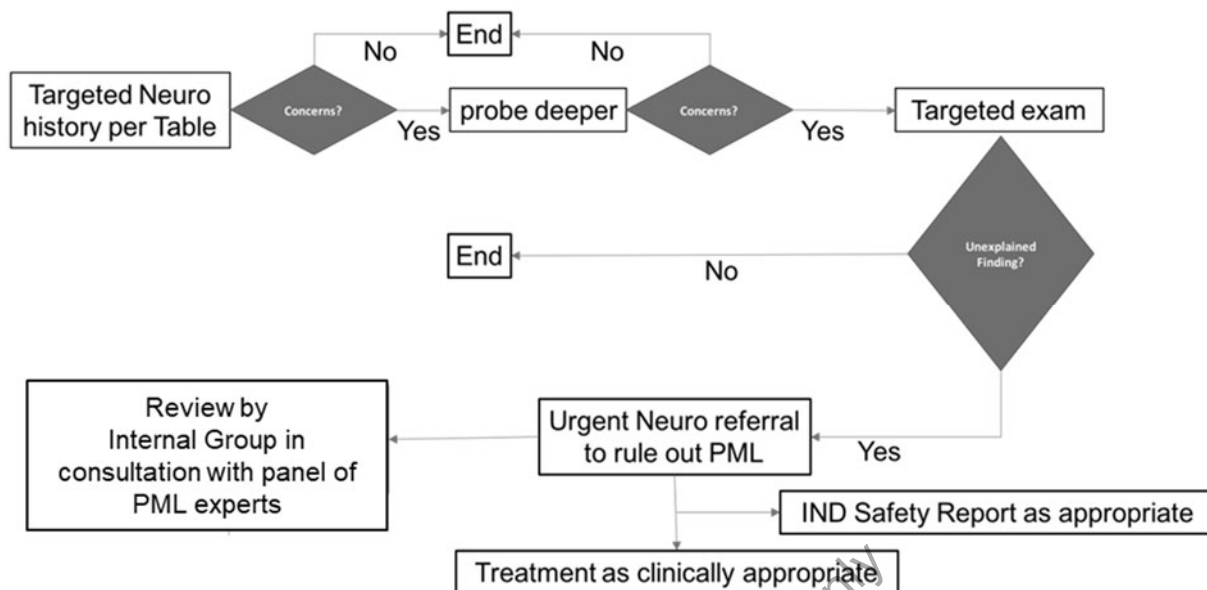 No
End
No
Targeted Neuro
history per Table
Concerns?
Yes
probe deeper
Concerns?
Yes
Targeted exam
Unexplained
Finding?
End
No
Review by
Internal Group in
consultation with panel of
PML experts
Urgent Neuro referral
to rule out PML
Yes
IND Safety Report as appropriate
Treatment as clinically appropriate
only